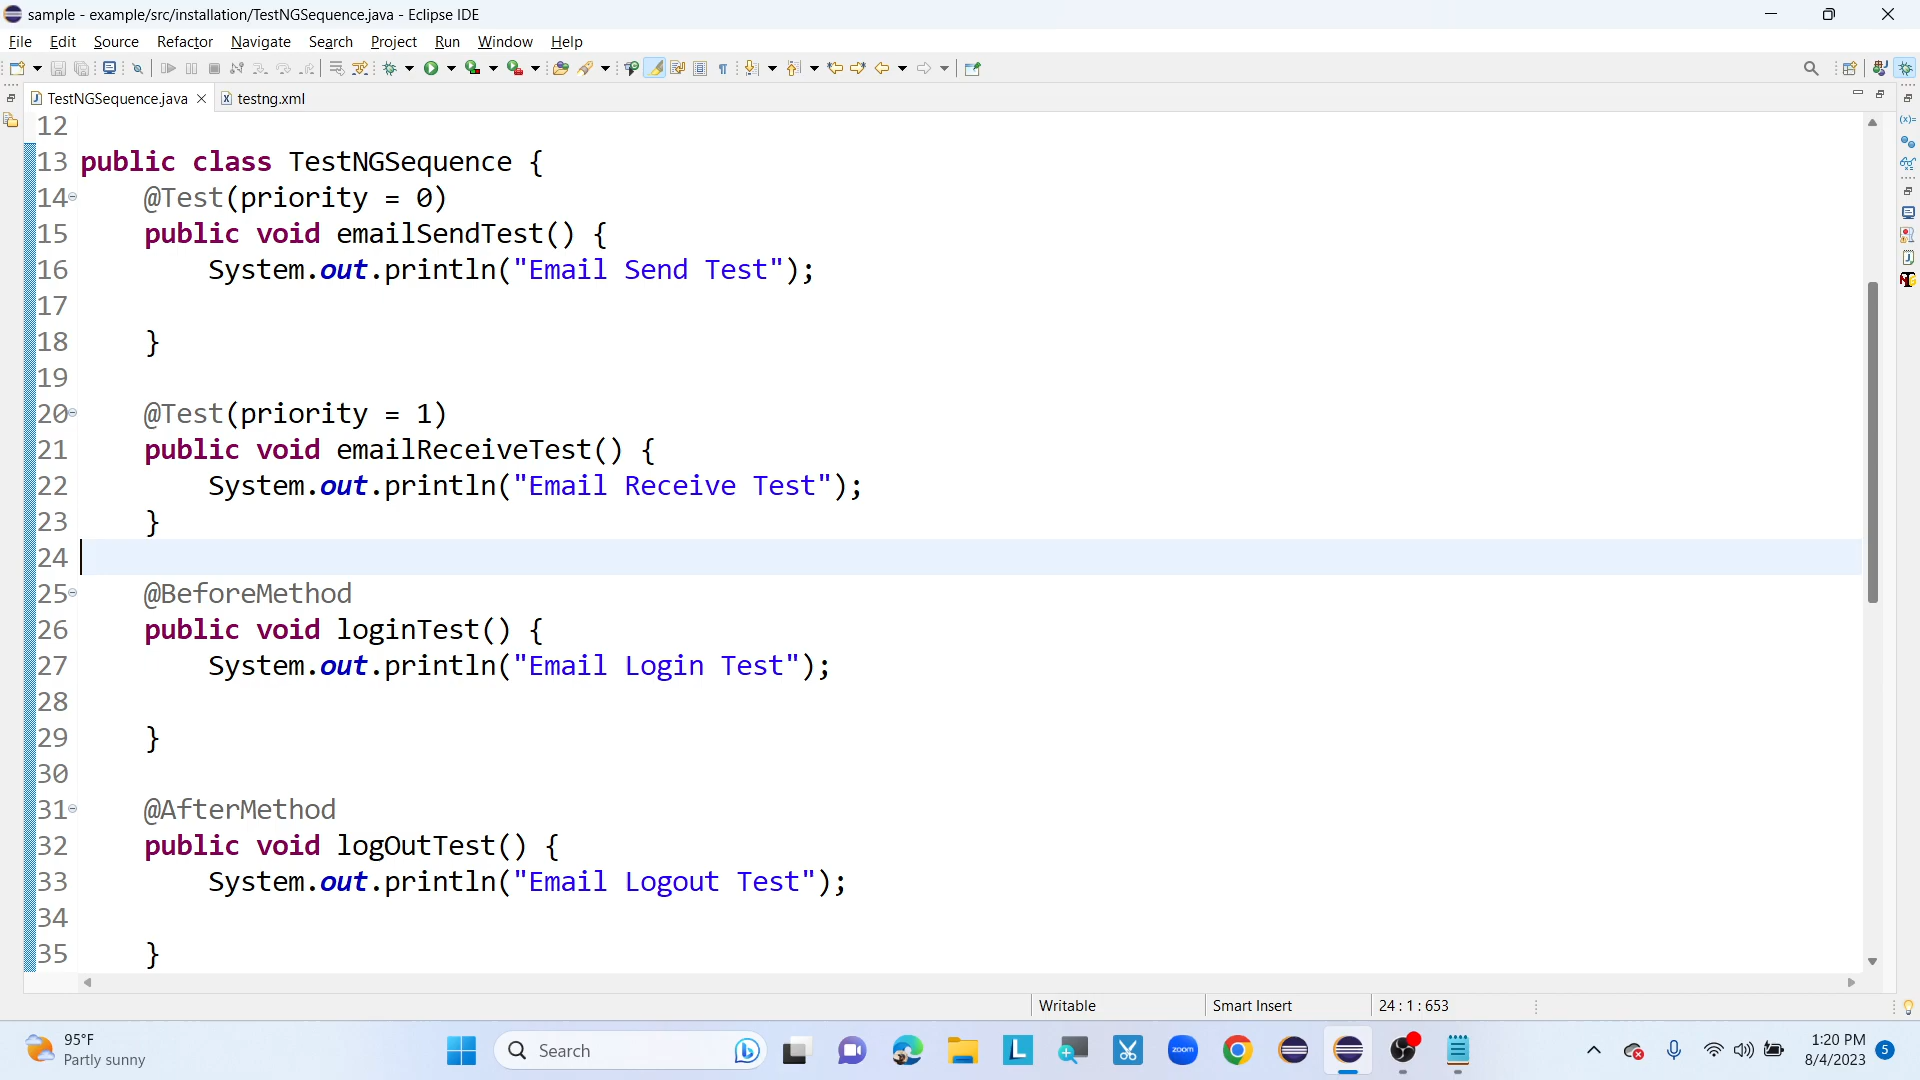 sample - example/src/installation/TestNGSequence.java - Eclipse IDE
File Edit Source Refactor Navigate Search Project Run Window Help
TestNGSequence.java testng.xml
12
13 public class TestNGSequence {
14 @Test(priority = 0)
15 public void emailSendTest() {
16 System.out.println("Email Send Test");
17
18 }
19
20 @Test(priority = 1)
21 public void emailReceiveTest() {
22 System.out.println("Email Receive Test");
23 }
24
25 @BeforeMethod
26 public void loginTest() {
27 System.out.println("Email Login Test");
28
29 }
30
31 @AfterMethod
32 public void logOutTest() {
33 System.out.println("Email Logout Test");
34
35 }
Writable Smart Insert 24 : 1 : 653
95°F
Partly sunny
Search
zoom
1:20 PM
8/4/2023
5